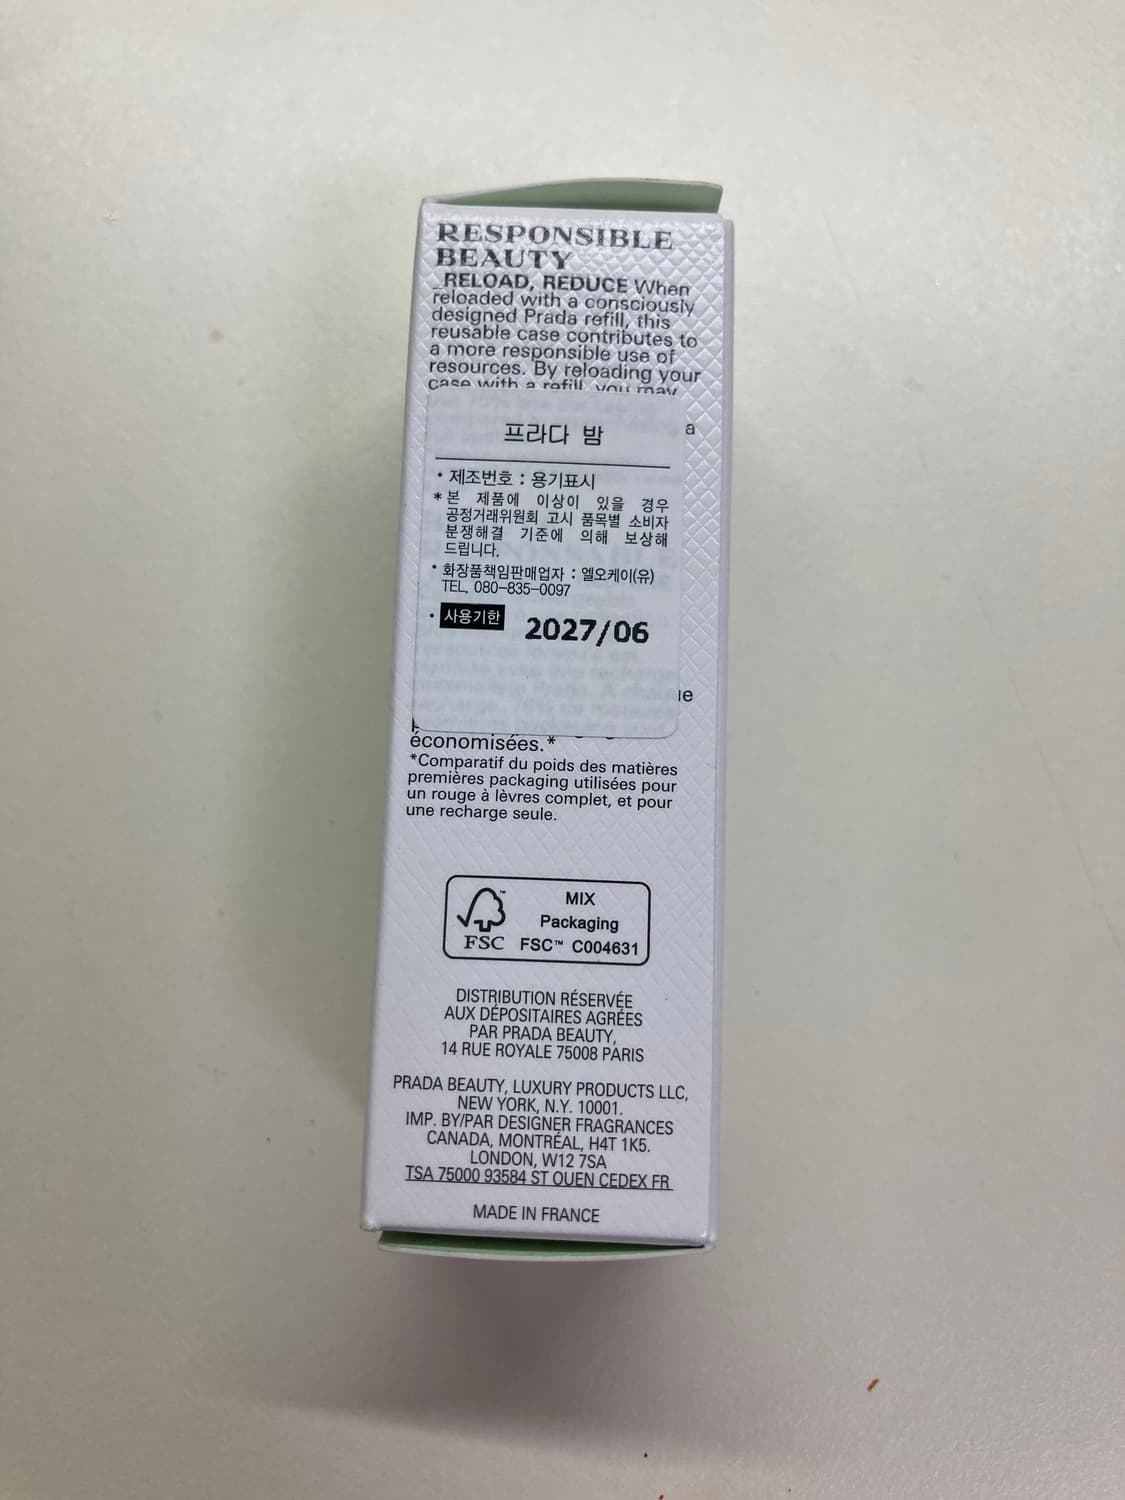 RESPONSIBLE
BEAUTY
_RELOAD, REDUCE When
reloaded with a consciously
designed Prada refill, this
reusable case contributes to
a more responsible use of
resources. By reloading your
case with a refill, you may
a
프라다 밤
• 제조번호 : 용기표시
* 본 제품에 이상이 있을 경우
공정거래위원회 고시 품목별 소비자
분쟁해결 기준에 의해 보상해
드립니다.
• 화장품책임판매업자 : 엘오케이(유)
TEL. 080-835-0097
• 사용기한 2027/06
économisées.*
*Comparatif du poids des matières
premières packaging utilisées pour
un rouge à lèvres complet, et pour
une recharge seule.
MIX
Packaging
FSC FSC™ C004631
DISTRIBUTION RÉSERVÉE
AUX DÉPOSITAIRES AGRÉES
PAR PRADA BEAUTY,
14 RUE ROYALE 75008 PARIS
PRADA BEAUTY, LUXURY PRODUCTS LLC,
NEW YORK, N.Y. 10001.
IMP. BY/PAR DESIGNER FRAGRANCES
CANADA, MONTRÉAL, H4T 1K5.
LONDON, W12 7SA
TSA 75000 93584 ST OUEN CEDEX FR
MADE IN FRANCE